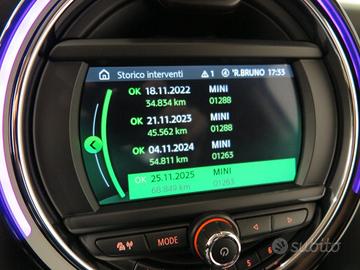 Storico interventi 1 °R.BRUNO 17:33
OK 18.11.2022 MINI
34.834 km 01288
OK 21.11.2023 MINI
45.562 km 01288
OK 04.11.2024 MINI
54.811 km 01263
OK 25.11.2025 MINI
68.849 km 01263
MODE
5
6
subito